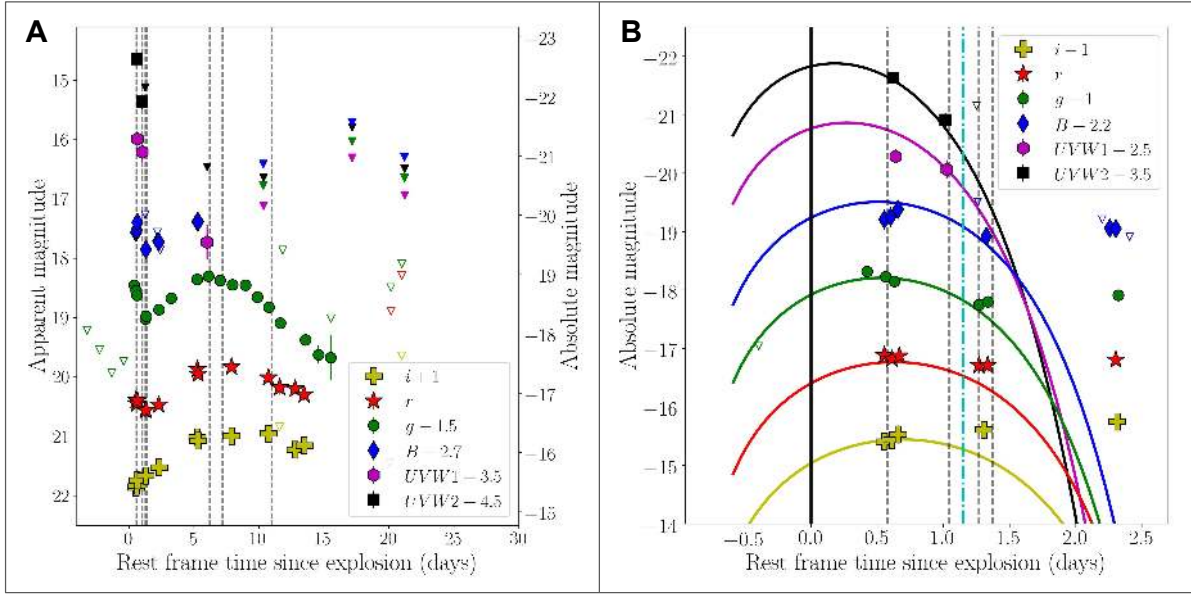 A
Apparent magnitude
15
16
17
18
19
20
21
22
−23
−22
−21
−20
−19
−18
−17
−16
−15
Absolute magnitude
i + 1
r
g − 1.5
B − 2.7
UVW1 − 3.5
UVW2 − 4.5
0
5
10
15
20
25
30
Rest frame time since explosion (days)
B
Absolute magnitude
−22
−21
−20
−19
−18
−17
−16
−15
−14
i − 1
r
g − 1
B − 2.2
UVW1 − 2.5
UVW2 − 3.5
−0.5
0.0
0.5
1.0
1.5
2.0
2.5
Rest frame time since explosion (days)